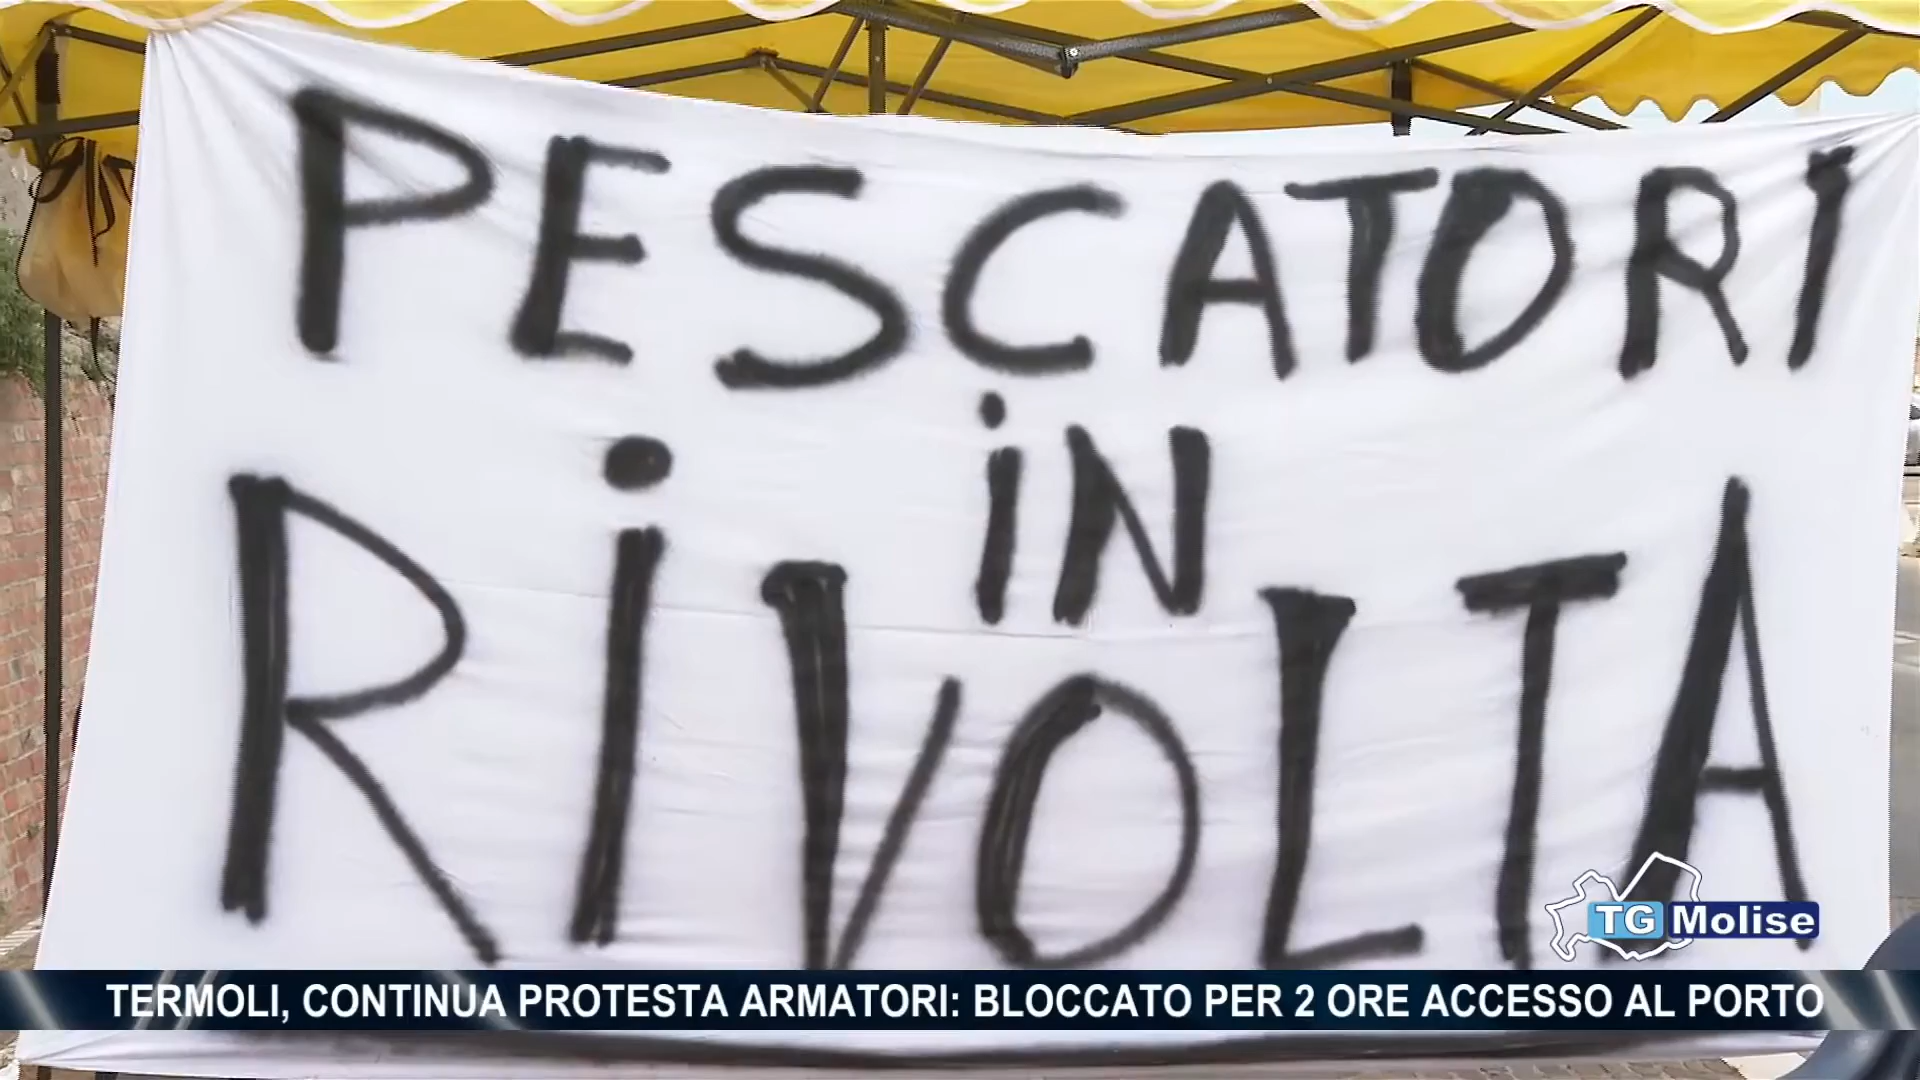 PESCATORI
iN
RiVOLTA
TG Molise
TERMOLI, CONTINUA PROTESTA ARMATORI: BLOCCATO PER 2 ORE ACCESSO AL PORTO